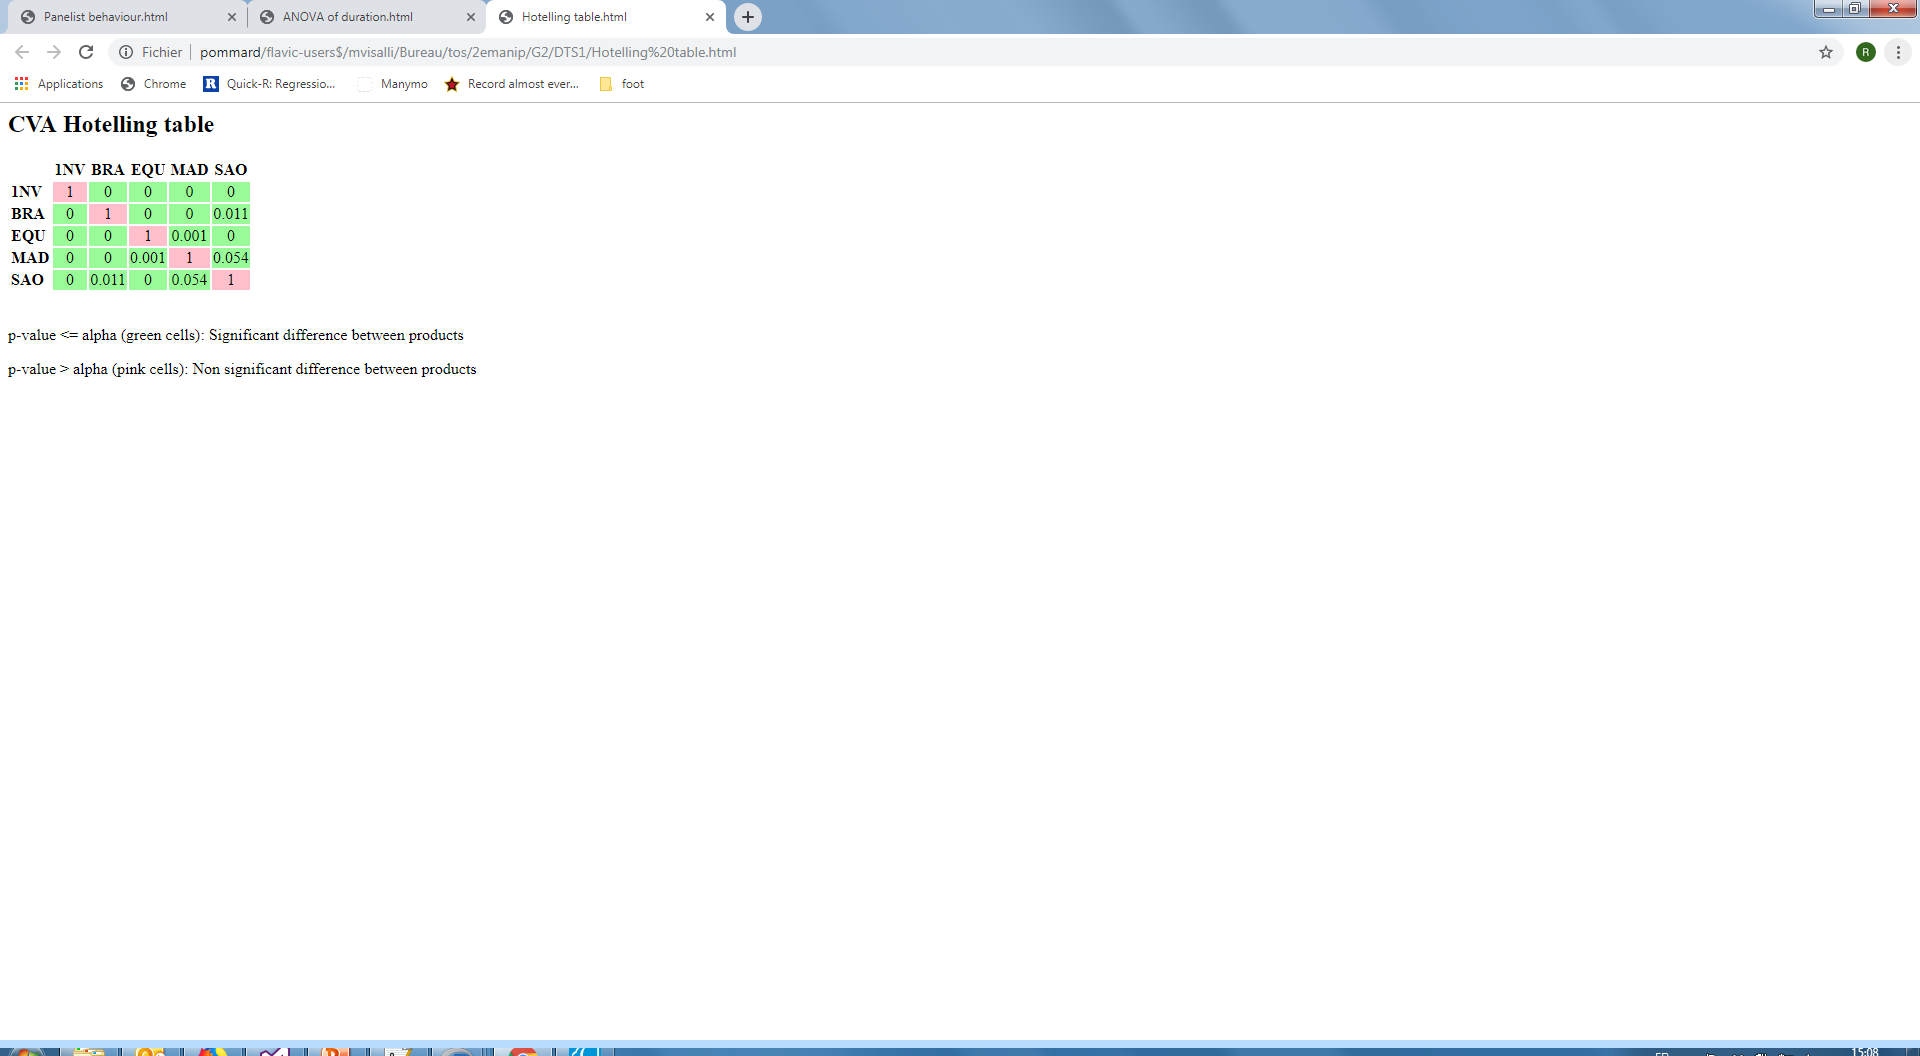 Panelist behaviour.html
ANOVA of duration.html
Hotelling table.html
Fichier pommard/flavic-users$/mvisalli/Bureau/tos/2emanip/G2/DTS1/Hotelling%20table.html
R
Applications Chrome R Quick-R: Regressio... Manymo Record almost ever... foot
CVA Hotelling table
1NV BRA EQU MAD SAO
1NV 1 0 0 0 0
BRA 0 1 0 0 0.011
EQU 0 0 1 0.001 0
MAD 0 0 0.001 1 0.054
SAO 0 0.011 0 0.054 1
p-value <= alpha (green cells): Significant difference between products
p-value > alpha (pink cells): Non significant difference between products
15:08